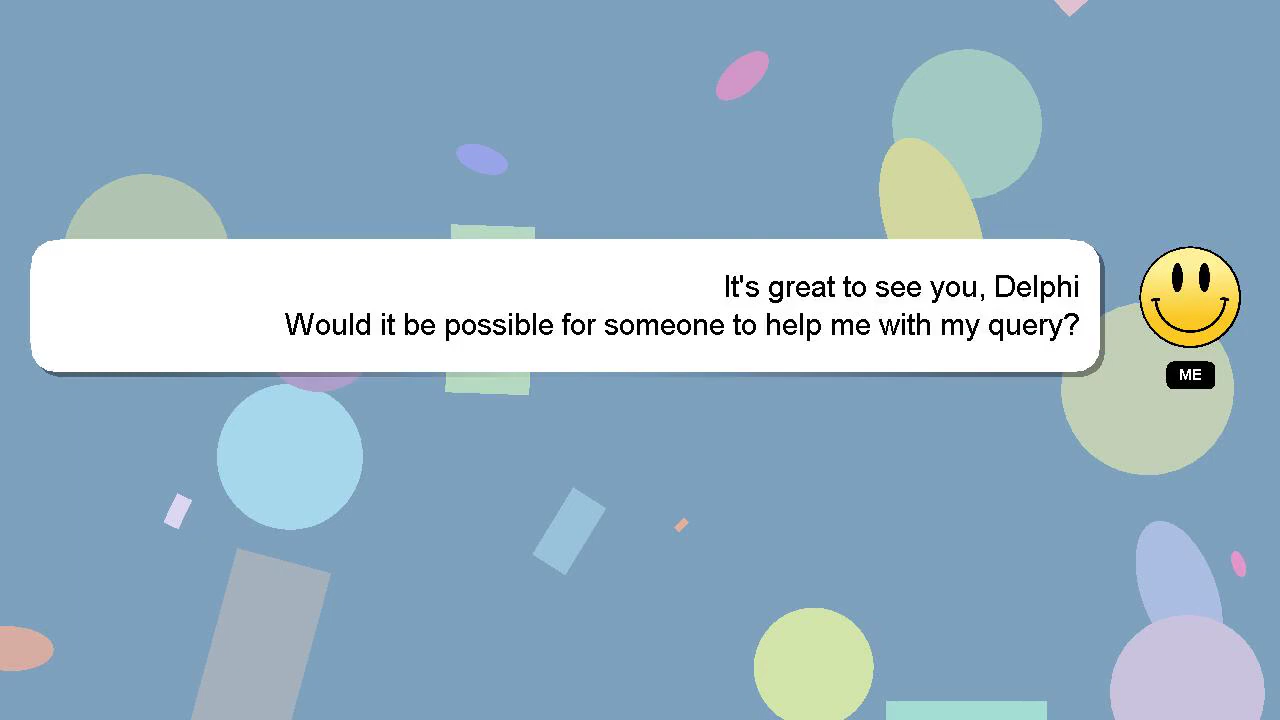 It's great to see you, Delphi
Would it be possible for someone to help me with my query?
ME